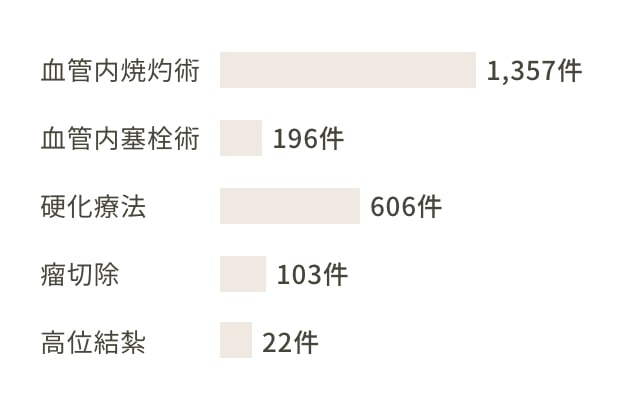 血管内焼灼術 1,357件
血管内塞栓術 196件
硬化療法 606件
瘤切除 103件
高位結紮 22件